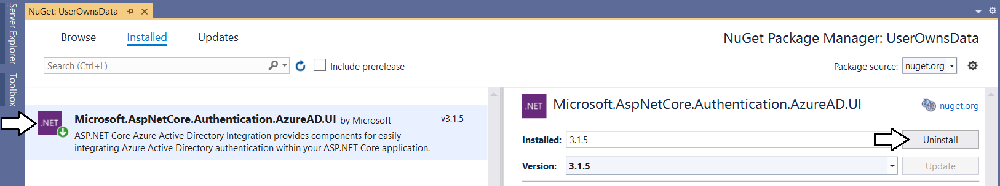 Server Explorer
Toolbox
NuGet: UserOwnsData
Browse Installed Updates
NuGet Package Manager: UserOwnsData
Search (Ctrl+L)
Include prerelease
Package source: nuget.org
.NET
Microsoft.AspNetCore.Authentication.AzureAD.UI by Microsoft v3.1.5
ASP.NET Core Azure Active Directory Integration provides components for easily
integrating Azure Active Directory authentication within your ASP.NET Core application.
.NET
Microsoft.AspNetCore.Authentication.AzureAD.UI
nuget.org
Installed: 3.1.5 Uninstall
Version: 3.1.5 Update